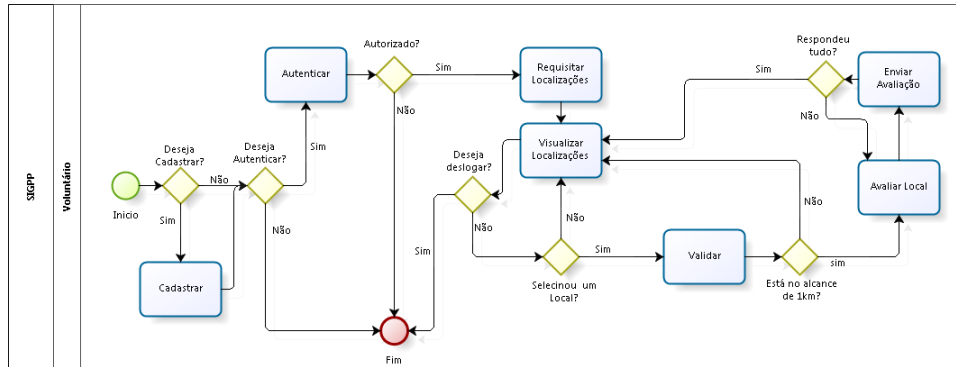 SIGPP
Voluntário
Inicio
Deseja
Cadastrar?
Não
Sim
Cadastrar
Deseja
Autenticar?
Sim
Não
Autenticar
Autorizado?
Sim
Não
Fim
Requisitar
Localizações
Visualizar
Localizações
Deseja
deslogar?
Sim
Não
Não
Selecinou um
Local?
Sim
Validar
Está no alcance
de 1km?
Não
sim
Avaliar Local
Enviar
Avaliação
Respondeu
tudo?
Sim
Não